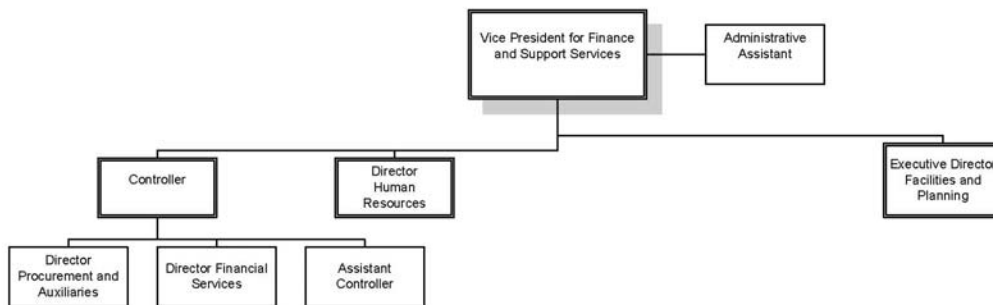 Vice President for Finance
and Support Services
Administrative
Assistant
Controller
Director
Human
Resources
Executive Director
Facilities and
Planning
Director
Procurement and
Auxiliaries
Director Financial
Services
Assistant
Controller